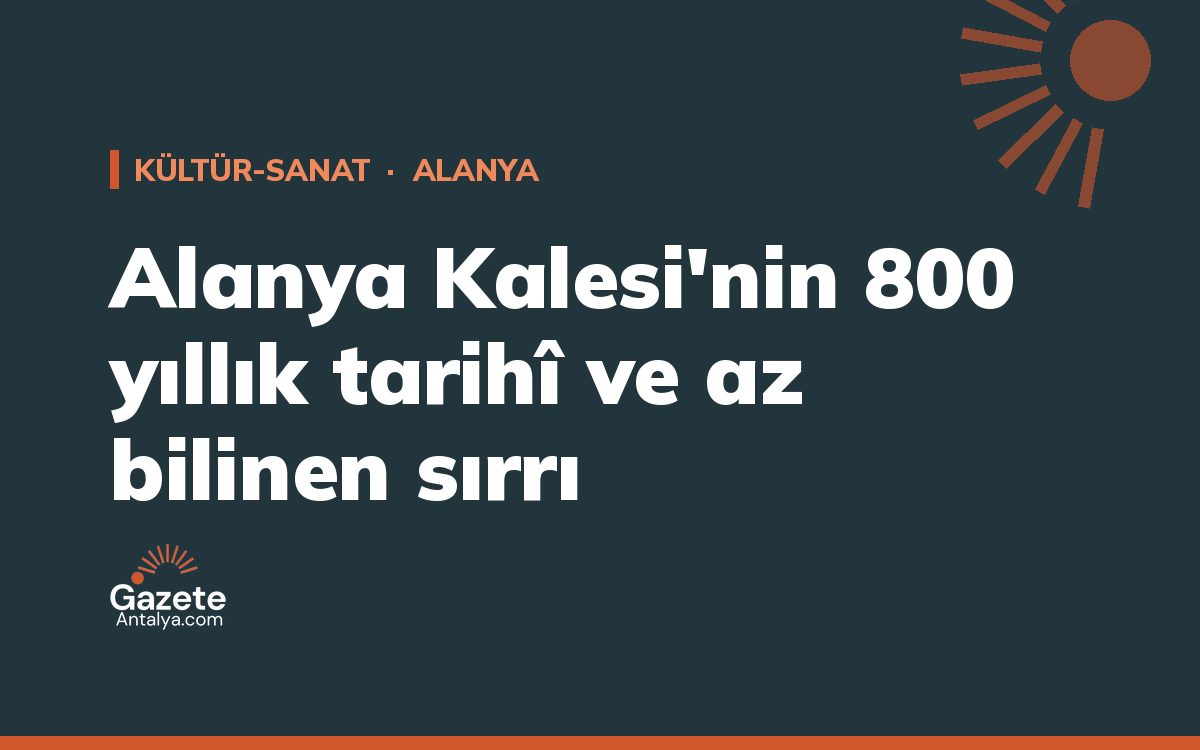 KÜLTÜR-SANAT · ALANYA
Alanya Kalesi'nin 800
yıllık tarihî ve az
bilinen sırrı
Gazete
Antalya.com